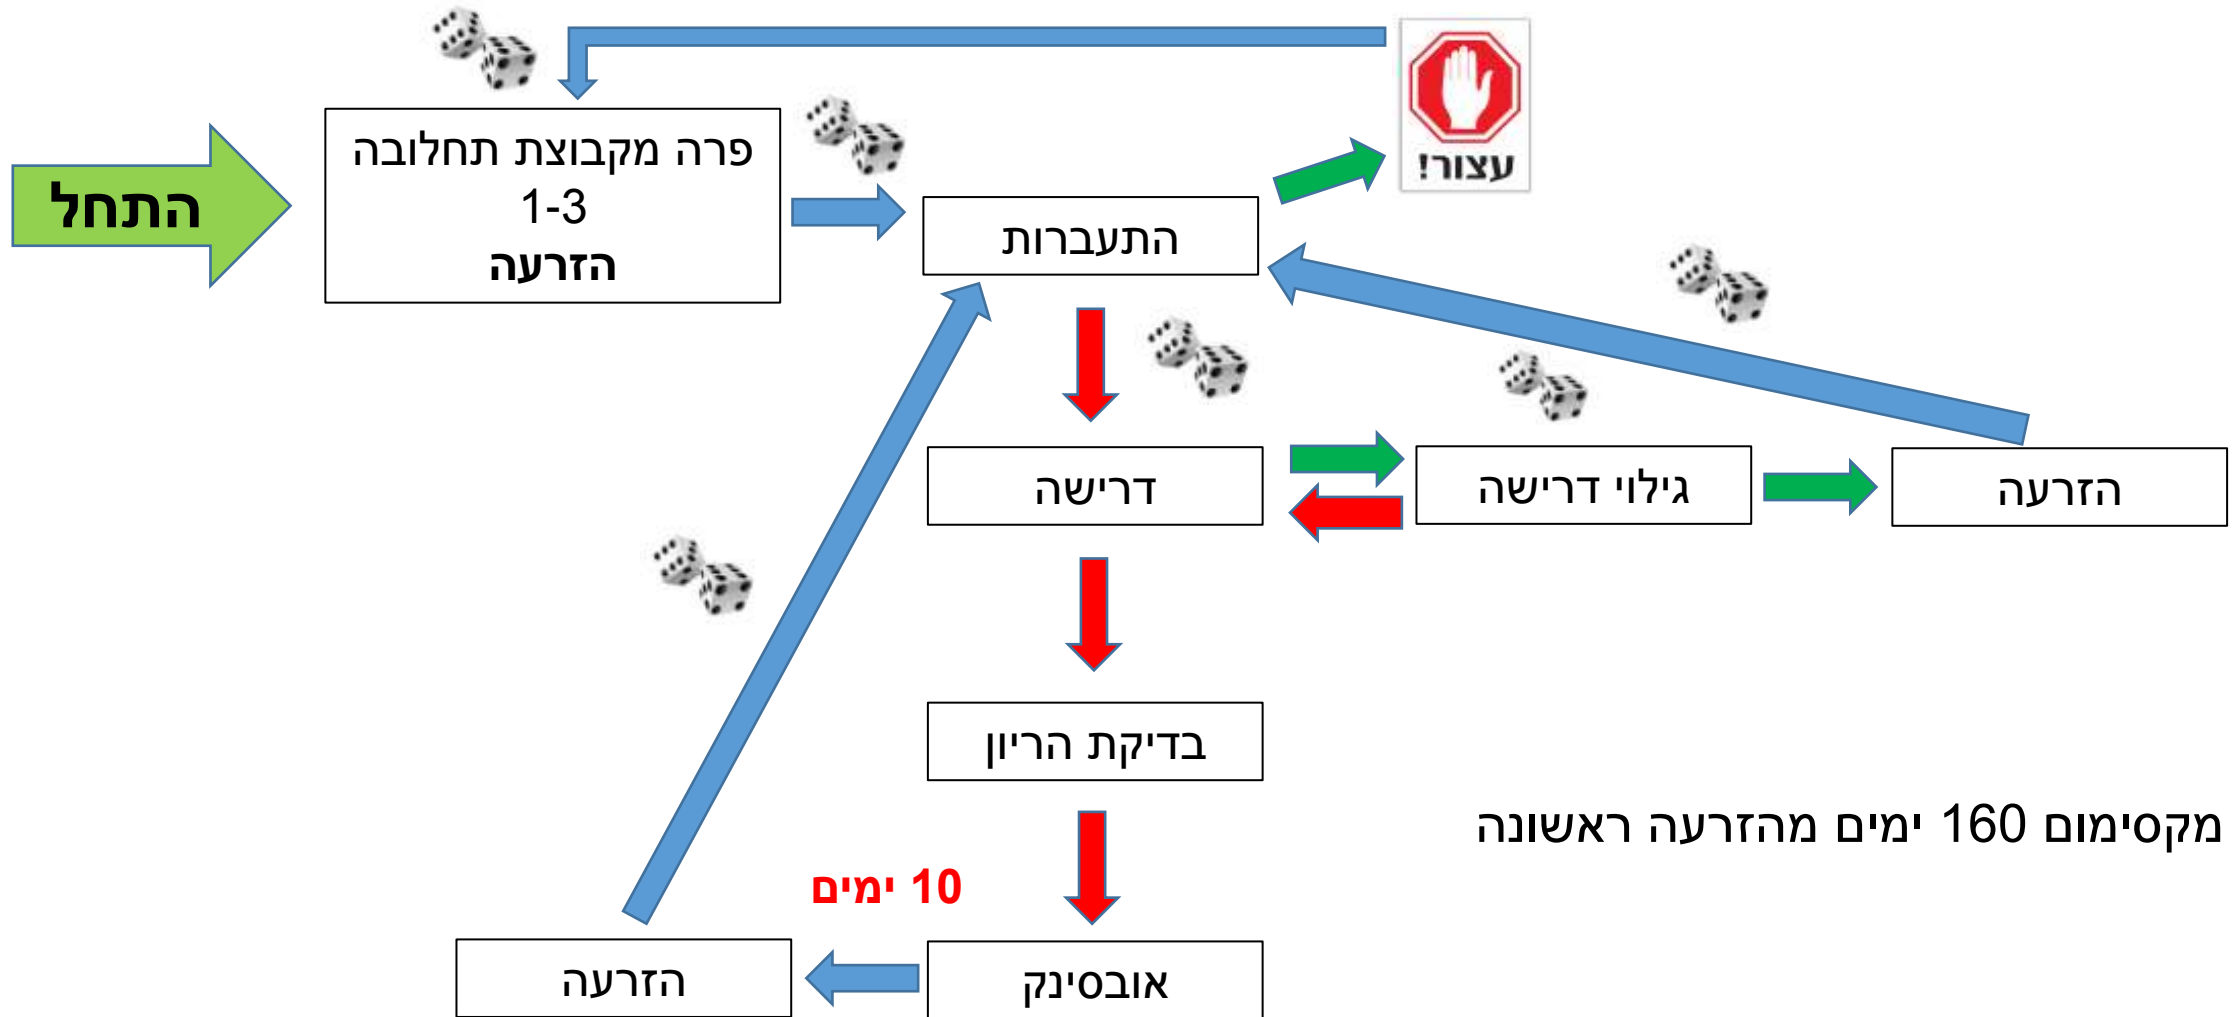 התחל
פרה מקבוצת תחלובה
1-3
הזרעה
התעברות
עצור!
דרישה
גילוי דרישה
הזרעה
בדיקת הריון
מקסימום 160 ימים מהזרעה ראשונה
10 ימים
אובסינק
הזרעה